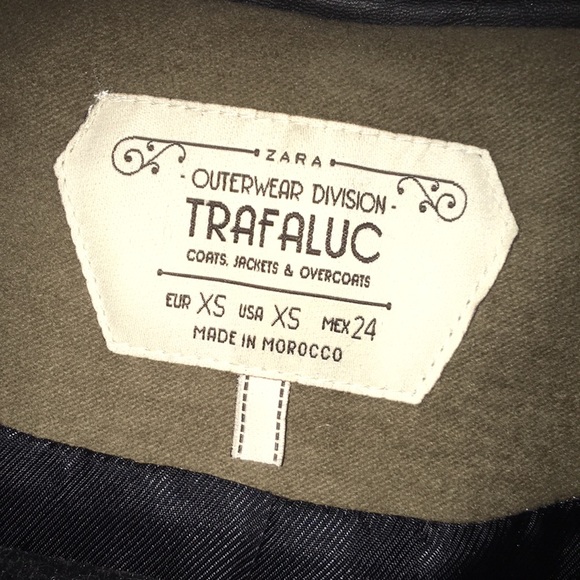 ZARA
- OUTERWEAR DIVISION -
TRAFALUC
COATS, JACKETS & OVERCOATS
EUR XS USA XS MEX 24
MADE IN MOROCCO